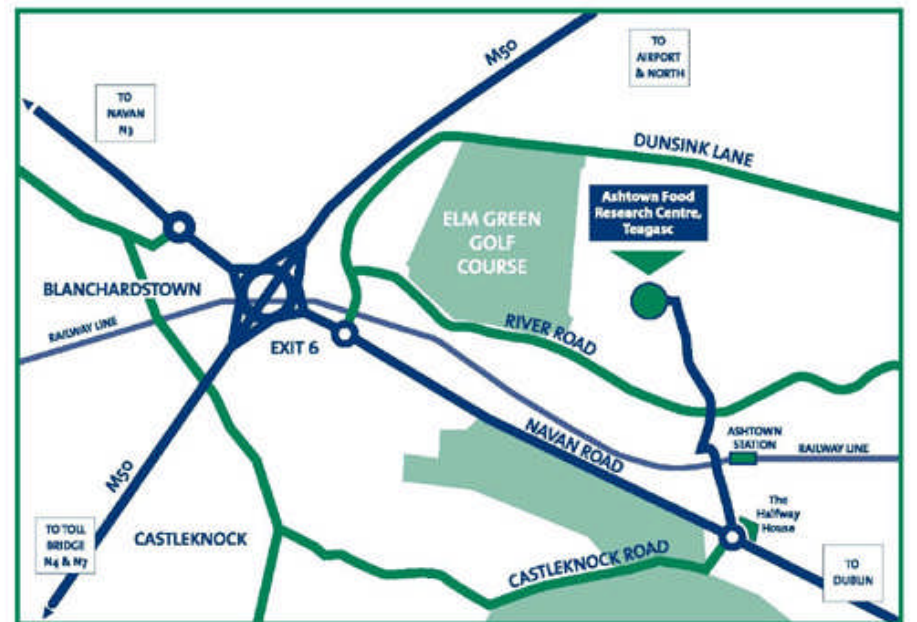 M50
TO
AIRPORT
& NORTH
TO
NAVAN
N3
DUNSINK LANE
Ashtown Food
Research Centre,
Teagasc
ELM GREEN
GOLF
COURSE
BLANCHARDSTOWN
RAILWAY LINE
EXIT 6
RIVER ROAD
NAVAN ROAD
ASHTOWN
STATION
RAILWAY LINE
M50
The
Halfway
House
TO TOLL
BRIDGE
N4 & N7
CASTLEKNOCK
CASTLEKNOCK ROAD
TO
DUBLIN